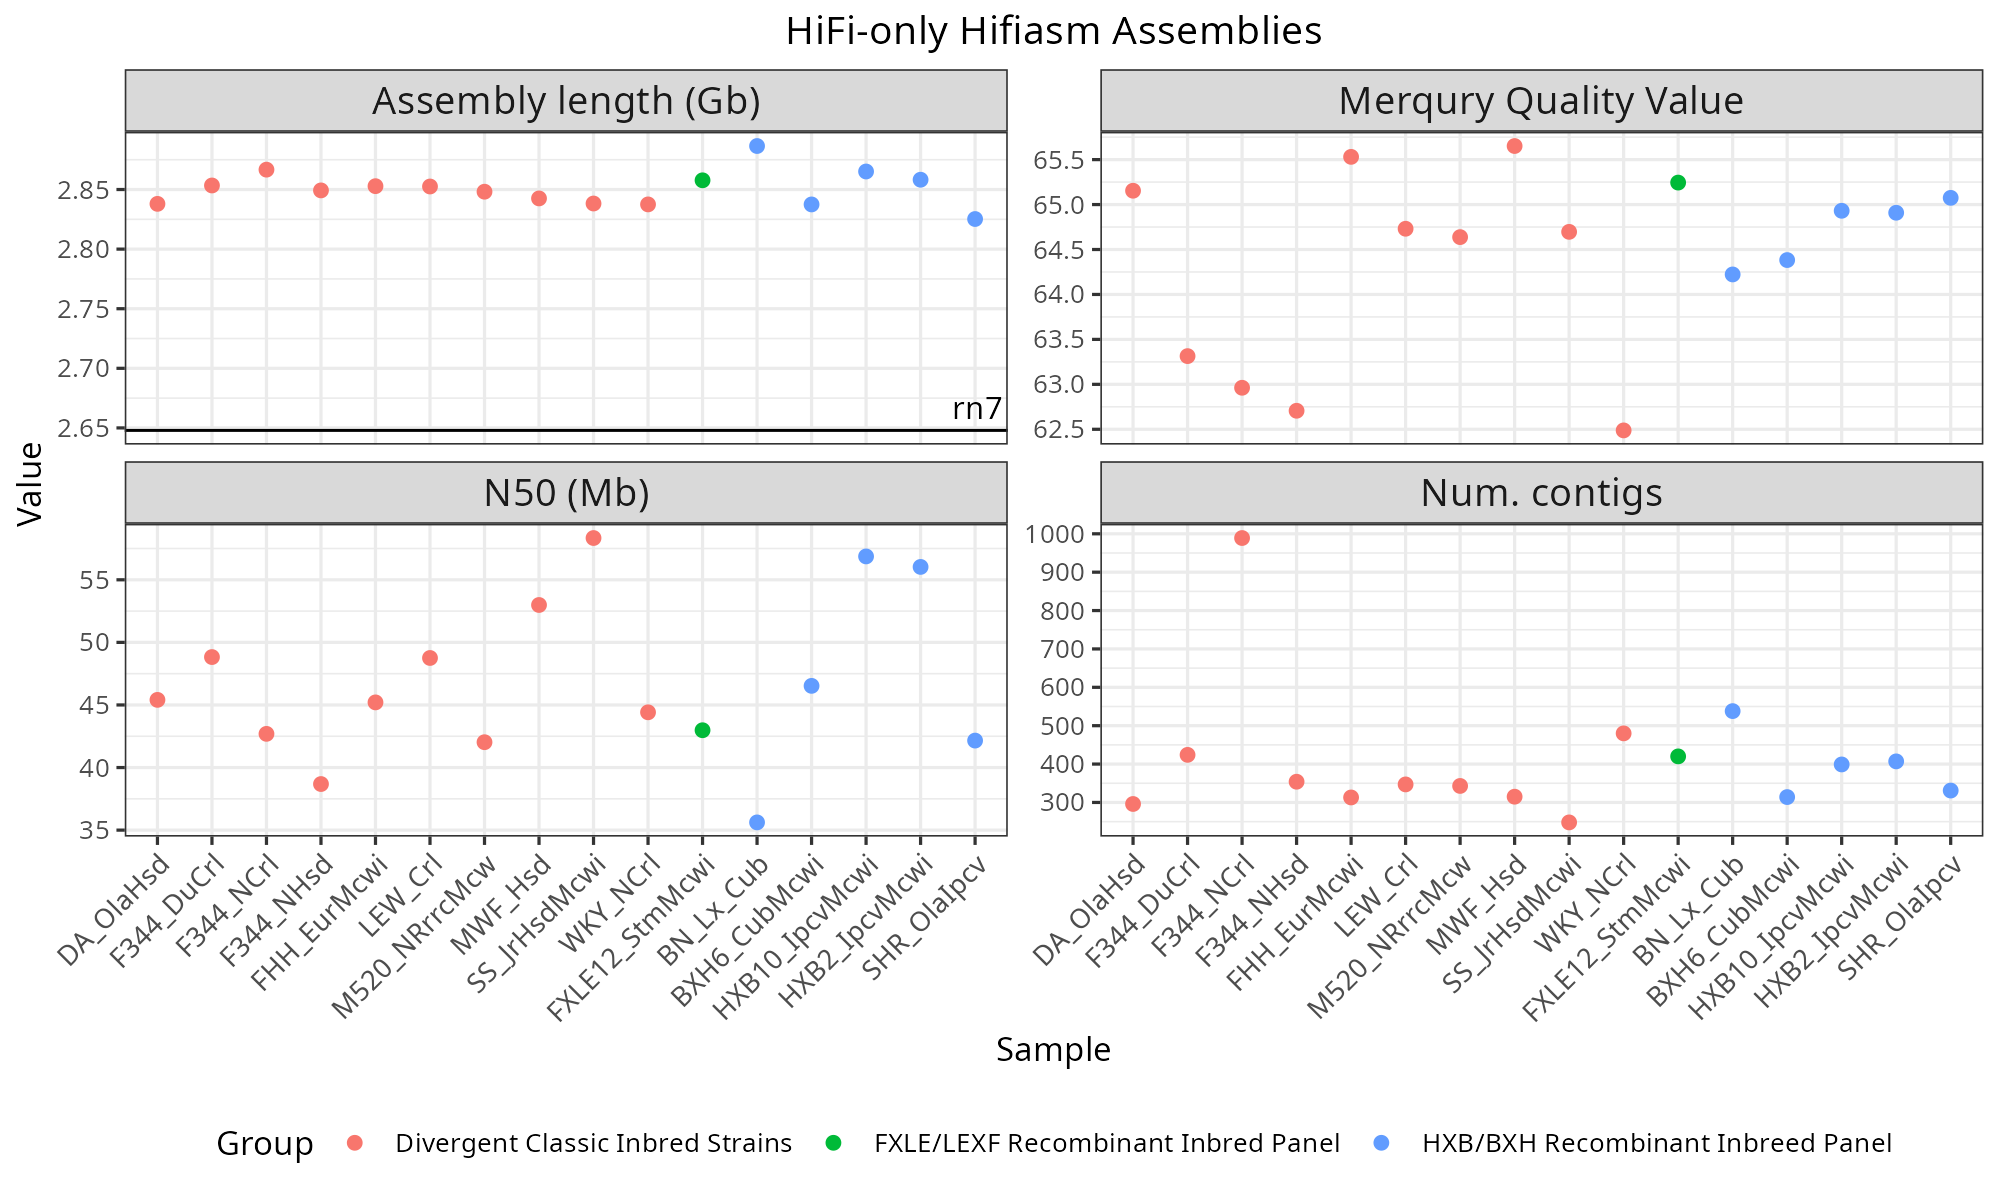 HiFi-only Hifiasm Assemblies
Assembly length (Gb)
Merqury Quality Value
2.85
2.80
2.75
2.70
2.65
rn7
65.5
65.0
64.5
64.0
63.5
63.0
62.5
Value
N50 (Mb)
Num. contigs
55
50
45
40
35
1000
900
800
700
600
500
400
300
DA_OlaHsd
F344_DuCrl
F344_NCrl
F344_NHsd
FHH_EurMcwi
LEW_Crl
M520_NRrrcMcw
MWF_Hsd
SS_JrHsdMcwi
WKY_NCrl
FXLE12_StmMcwi
BN_Lx_Cub
BXH6_CubMcwi
HXB10_IpcvMcwi
HXB2_IpcvMcwi
SHR_OlaIpcv
DA_OlaHsd
F344_DuCrl
F344_NCrl
F344_NHsd
FHH_EurMcwi
LEW_Crl
M520_NRrrcMcw
MWF_Hsd
SS_JrHsdMcwi
WKY_NCrl
FXLE12_StmMcwi
BN_Lx_Cub
BXH6_CubMcwi
HXB10_IpcvMcwi
HXB2_IpcvMcwi
SHR_OlaIpcv
Sample
Group
Divergent Classic Inbred Strains
FXLE/LEXF Recombinant Inbred Panel
HXB/BXH Recombinant Inbreed Panel